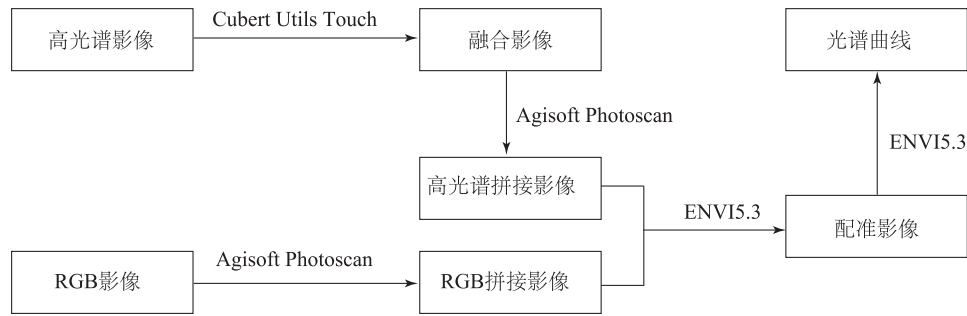 高光谱影像
Cubert Utils Touch
融合影像
光谱曲线
Agisoft Photoscan
ENVI5.3
高光谱拼接影像
ENVI5.3
配准影像
RGB影像
Agisoft Photoscan
RGB拼接影像